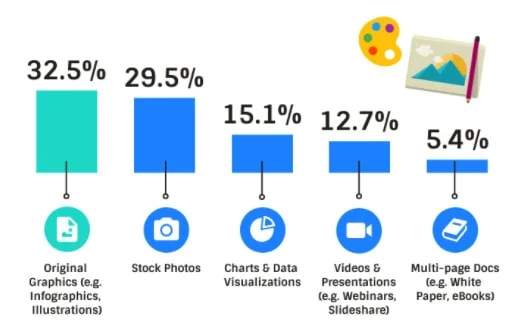 32.5%
29.5%
15.1%
12.7%
5.4%
Original
Graphics (e.g.
Infographics,
Illustrations)
Stock Photos
Charts & Data
Visualizations
Videos &
Presentations
(e.g. Webinars,
Slideshare)
Multi-page Docs
(e.g. White
Paper, eBooks)